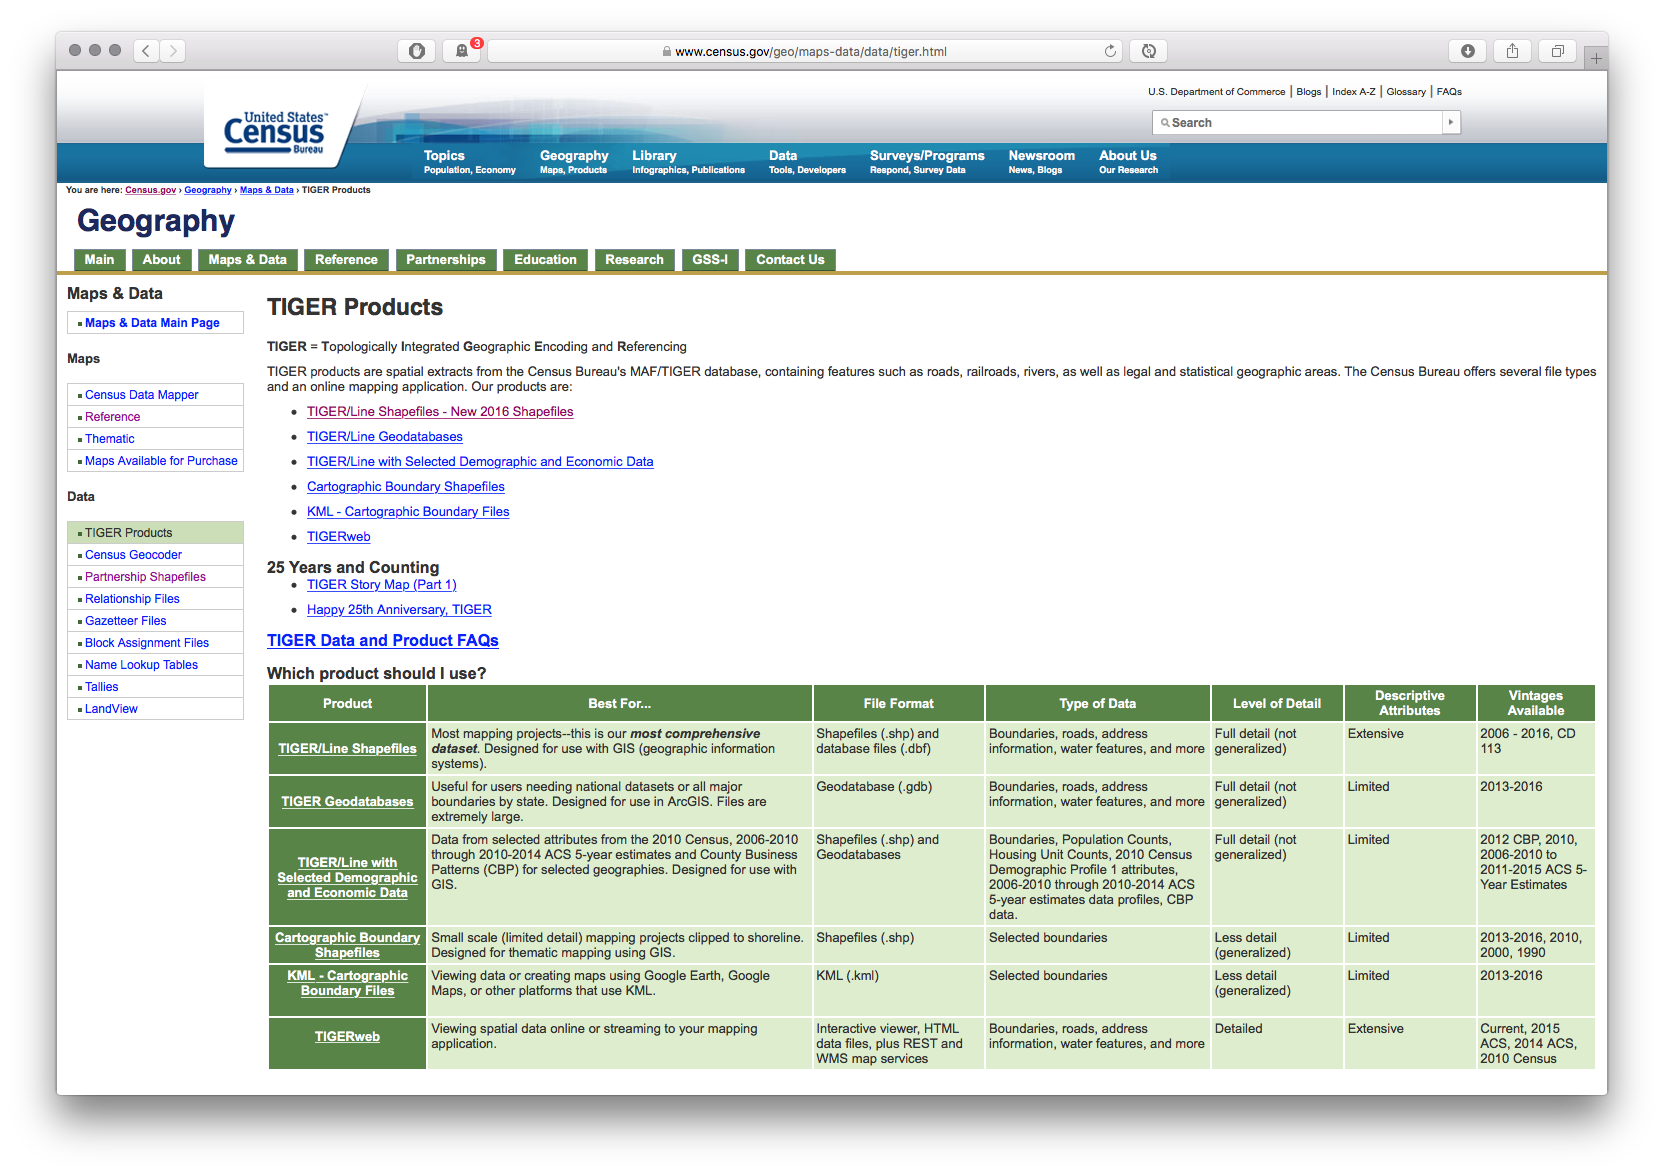 3
www.census.gov/geo/maps-data/data/tiger.html
U.S. Department of Commerce | Blogs | Index A-Z | Glossary | FAQs
United States™
Census
Bureau
Search
Topics
Population, Economy
Geography
Maps, Products
Library
Infographics, Publications
Data
Tools, Developers
Surveys/Programs
Respond, Survey Data
Newsroom
News, Blogs
About Us
Our Research
You are here: Census.gov › Geography › Maps & Data › TIGER Products
Geography
Main
About
Maps & Data
Reference
Partnerships
Education
Research
GSS-I
Contact Us
Maps & Data
Maps & Data Main Page
Maps
Census Data Mapper
Reference
Thematic
Maps Available for Purchase
Data
TIGER Products
Census Geocoder
Partnership Shapefiles
Relationship Files
Gazetteer Files
Block Assignment Files
Name Lookup Tables
Tallies
LandView
TIGER Products
TIGER = Topologically Integrated Geographic Encoding and Referencing
TIGER products are spatial extracts from the Census Bureau's MAF/TIGER database, containing features such as roads, railroads, rivers, as well as legal and statistical geographic areas. The Census Bureau offers several file types
and an online mapping application. Our products are:
• TIGER/Line Shapefiles - New 2016 Shapefiles
• TIGER/Line Geodatabases
• TIGER/Line with Selected Demographic and Economic Data
• Cartographic Boundary Shapefiles
• KML - Cartographic Boundary Files
• TIGERweb
25 Years and Counting
• TIGER Story Map (Part 1)
• Happy 25th Anniversary, TIGER
TIGER Data and Product FAQs
Which product should I use?
Product
Best For...
File Format
Type of Data
Level of Detail
Descriptive
Attributes
Vintages
Available
TIGER/Line Shapefiles
Most mapping projects--this is our most comprehensive
dataset. Designed for use with GIS (geographic information
systems).
Shapefiles (.shp) and
database files (.dbf)
Boundaries, roads, address
information, water features, and more
Full detail (not
generalized)
Extensive
2006 - 2016, CD
113
TIGER Geodatabases
Useful for users needing national datasets or all major
boundaries by state. Designed for use in ArcGIS. Files are
extremely large.
Geodatabase (.gdb)
Boundaries, roads, address
information, water features, and more
Full detail (not
generalized)
Limited
2013-2016
TIGER/Line with
Selected Demographic
and Economic Data
Data from selected attributes from the 2010 Census, 2006-2010
through 2010-2014 ACS 5-year estimates and County Business
Patterns (CBP) for selected geographies. Designed for use with
GIS.
Shapefiles (.shp) and
Geodatabases
Boundaries, Population Counts,
Housing Unit Counts, 2010 Census
Demographic Profile 1 attributes,
2006-2010 through 2010-2014 ACS
5-year estimates data profiles, CBP
data.
Full detail (not
generalized)
Limited
2012 CBP, 2010,
2006-2010 to
2011-2015 ACS 5-
Year Estimates
Cartographic Boundary
Shapefiles
Small scale (limited detail) mapping projects clipped to shoreline.
Designed for thematic mapping using GIS.
Shapefiles (.shp)
Selected boundaries
Less detail
(generalized)
Limited
2013-2016, 2010,
2000, 1990
KML - Cartographic
Boundary Files
Viewing data or creating maps using Google Earth, Google
Maps, or other platforms that use KML.
KML (.kml)
Selected boundaries
Less detail
(generalized)
Limited
2013-2016
TIGERweb
Viewing spatial data online or streaming to your mapping
application.
Interactive viewer, HTML
data files, plus REST and
WMS map services
Boundaries, roads, address
information, water features, and more
Detailed
Extensive
Current, 2015
ACS, 2014 ACS,
2010 Census